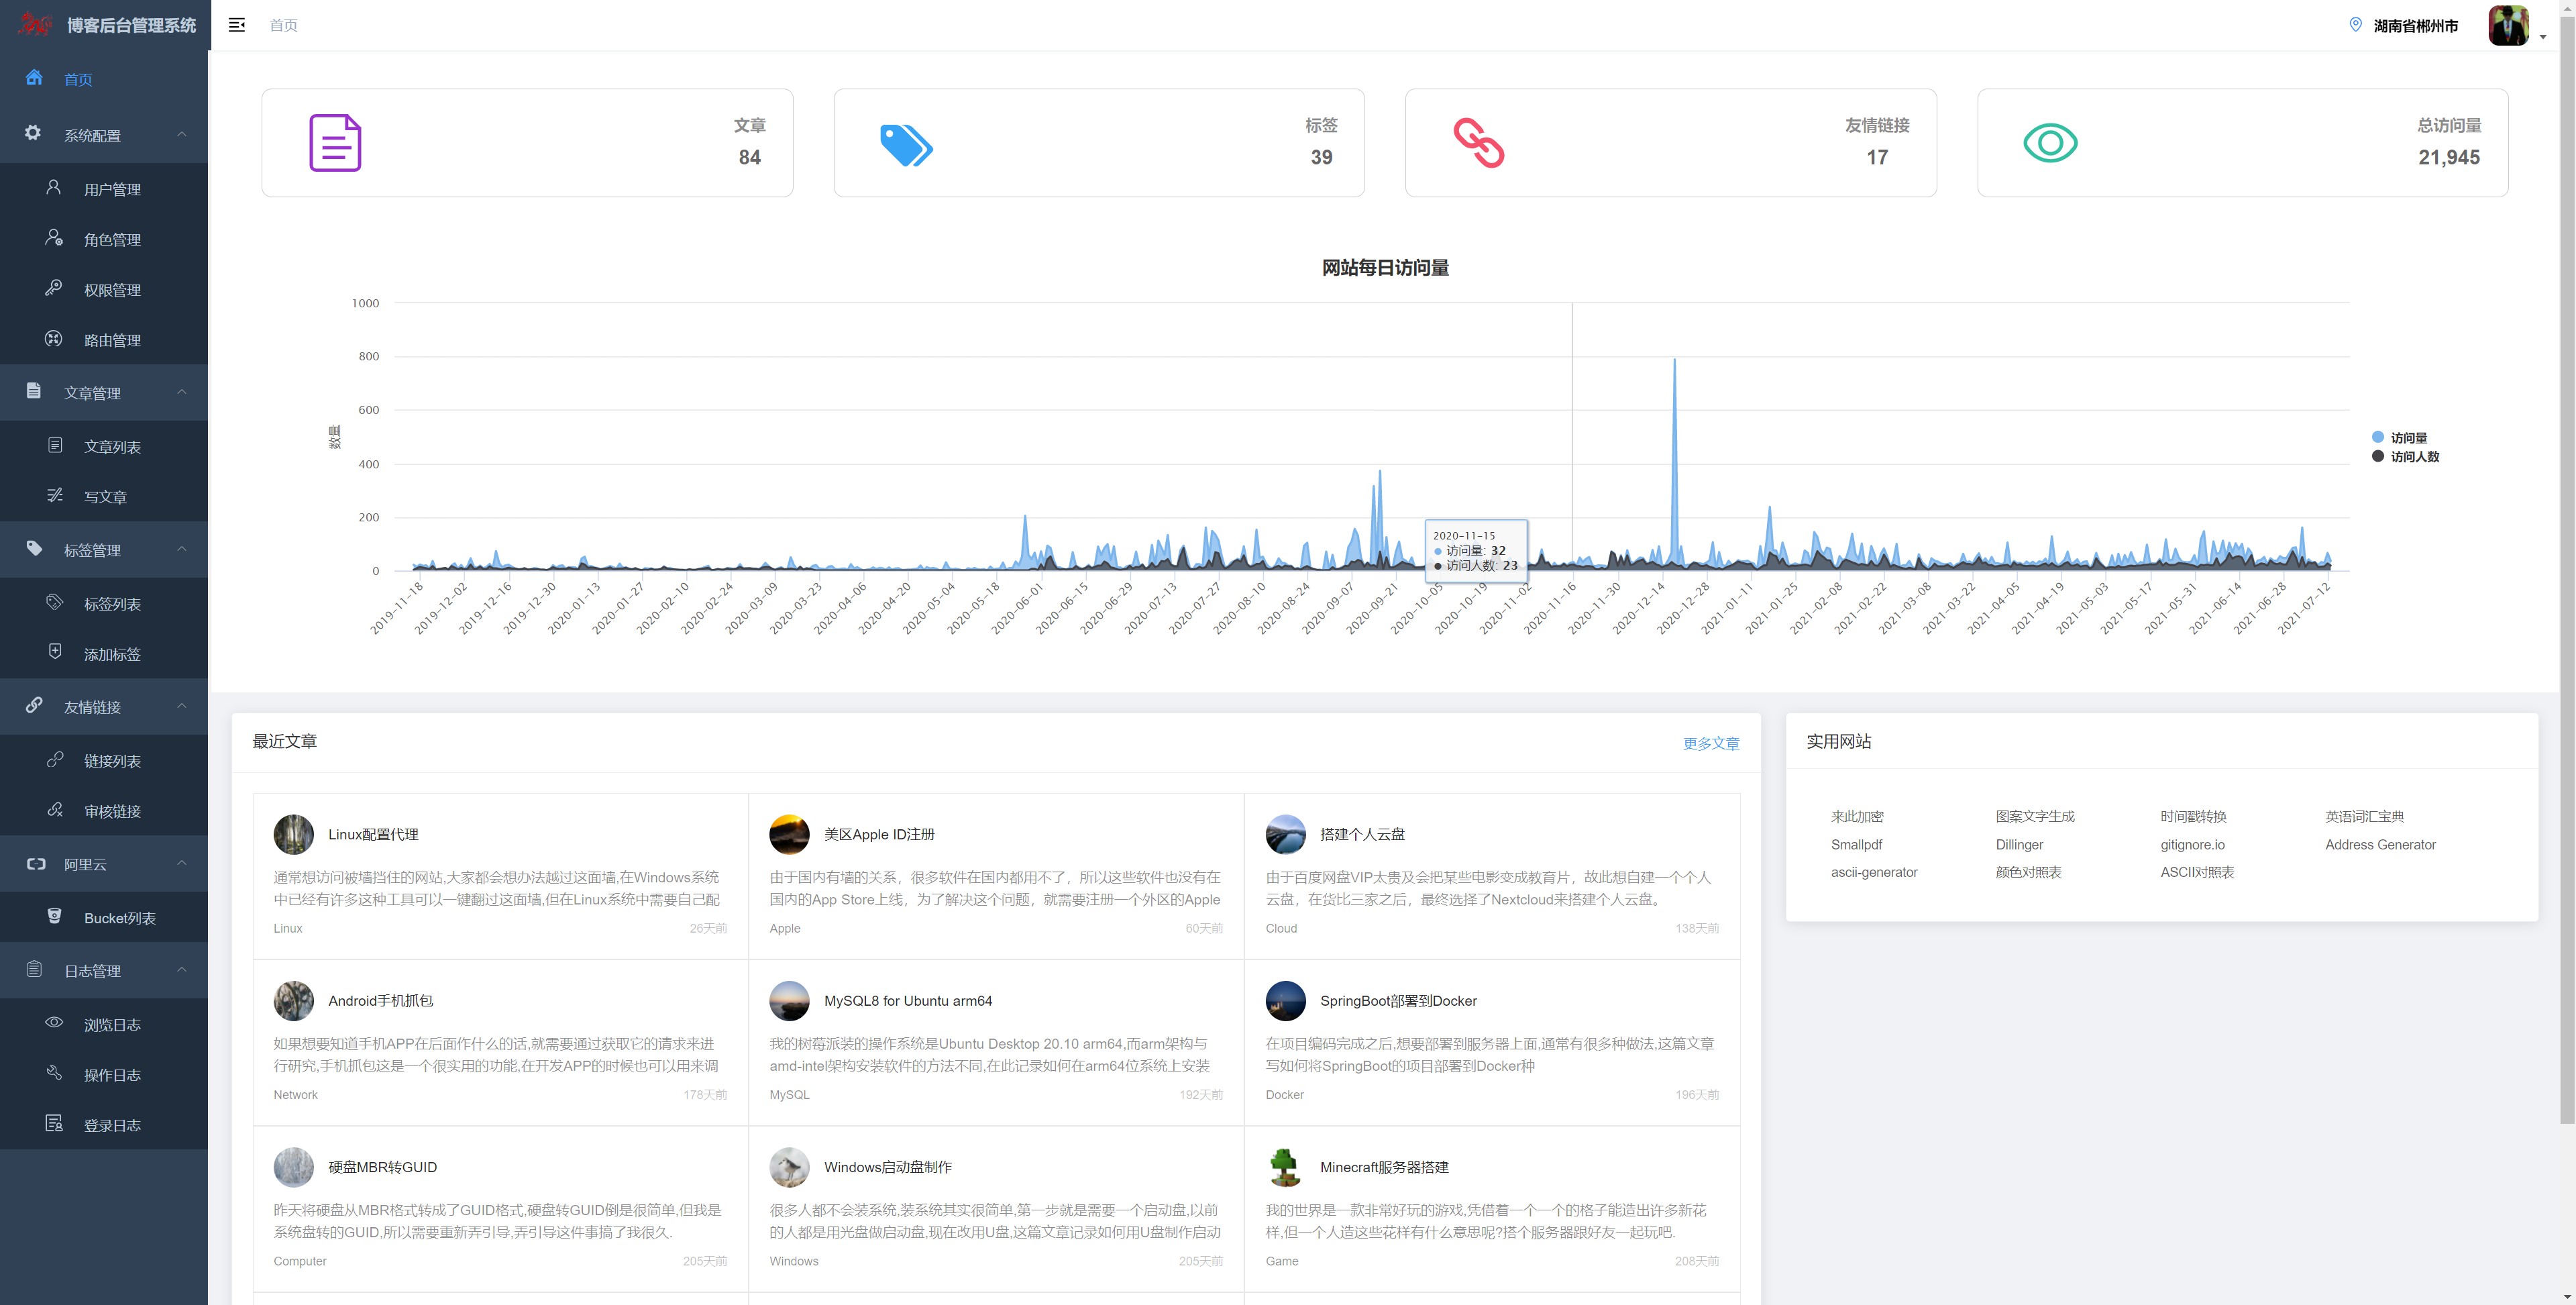 博客后台管理系统
首页
湖南省郴州市
首页
系统配置
用户管理
角色管理
权限管理
路由管理
文章管理
文章列表
写文章
标签管理
标签列表
添加标签
友情链接
链接列表
审核链接
阿里云
Bucket列表
日志管理
浏览日志
操作日志
登录日志
文章
84
标签
39
友情链接
17
总访问量
21,945
网站每日访问量
数量
1000
800
600
400
200
0
2020-11-15
访问量: 32
访问人数: 23
访问量
访问人数
2019-11-18
2019-12-02
2019-12-16
2019-12-30
2020-01-13
2020-01-27
2020-02-10
2020-02-24
2020-03-09
2020-03-23
2020-04-06
2020-04-20
2020-05-04
2020-05-18
2020-06-01
2020-06-15
2020-06-29
2020-07-13
2020-07-27
2020-08-10
2020-08-24
2020-09-07
2020-09-21
2020-10-05
2020-10-19
2020-11-02
2020-11-16
2020-11-30
2020-12-14
2020-12-28
2021-01-11
2021-01-25
2021-02-08
2021-02-22
2021-03-08
2021-03-22
2021-04-05
2021-04-19
2021-05-03
2021-05-17
2021-05-31
2021-06-14
2021-06-28
2021-07-12
最近文章
更多文章
Linux配置代理
通常想访问被墙挡住的网站,大家都会想办法越过这面墙,在Windows系统
中已经有许多这种工具可以一键翻过这面墙,但在Linux系统中需要自己配
Linux
26天前
美区Apple ID注册
由于国内有墙的关系，很多软件在国内都用不了，所以这些软件也没有在
国内的App Store上线，为了解决这个问题，就需要注册一个外区的Apple
Apple
60天前
搭建个人云盘
由于百度网盘VIP太贵及会把某些电影变成教育片，故此想自建一个个人
云盘，在货比三家之后，最终选择了Nextcloud来搭建个人云盘。
Cloud
138天前
Android手机抓包
如果想要知道手机APP在后面作什么的话,就需要通过获取它的请求来进
行研究,手机抓包这是一个很实用的功能,在开发APP的时候也可以用来调
Network
178天前
MySQL8 for Ubuntu arm64
我的树莓派装的操作系统是Ubuntu Desktop 20.10 arm64,而arm架构与
amd-intel架构安装软件的方法不同,在此记录如何在arm64位系统上安装
MySQL
192天前
SpringBoot部署到Docker
在项目编码完成之后,想要部署到服务器上面,通常有很多种做法,这篇文章
写如何将SpringBoot的项目部署到Docker种
Docker
196天前
硬盘MBR转GUID
昨天将硬盘从MBR格式转成了GUID格式,硬盘转GUID倒是很简单,但我是
系统盘转的GUID,所以需要重新弄引导,弄引导这件事搞了我很久.
Computer
205天前
Windows启动盘制作
很多人都不会装系统,装系统其实很简单,第一步就是需要一个启动盘,以前
的人都是用光盘做启动盘,现在改用U盘,这篇文章记录如何用U盘制作启动
Windows
205天前
Minecraft服务器搭建
我的世界是一款非常好玩的游戏,凭借着一个一个的格子能造出许多新花
样,但一个人造这些花样有什么意思呢?搭个服务器跟好友一起玩吧.
Game
208天前
实用网站
来此加密
图案文字生成
时间戳转换
英语词汇宝典
Smallpdf
Dillinger
gitignore.io
Address Generator
ascii-generator
颜色对照表
ASCII对照表